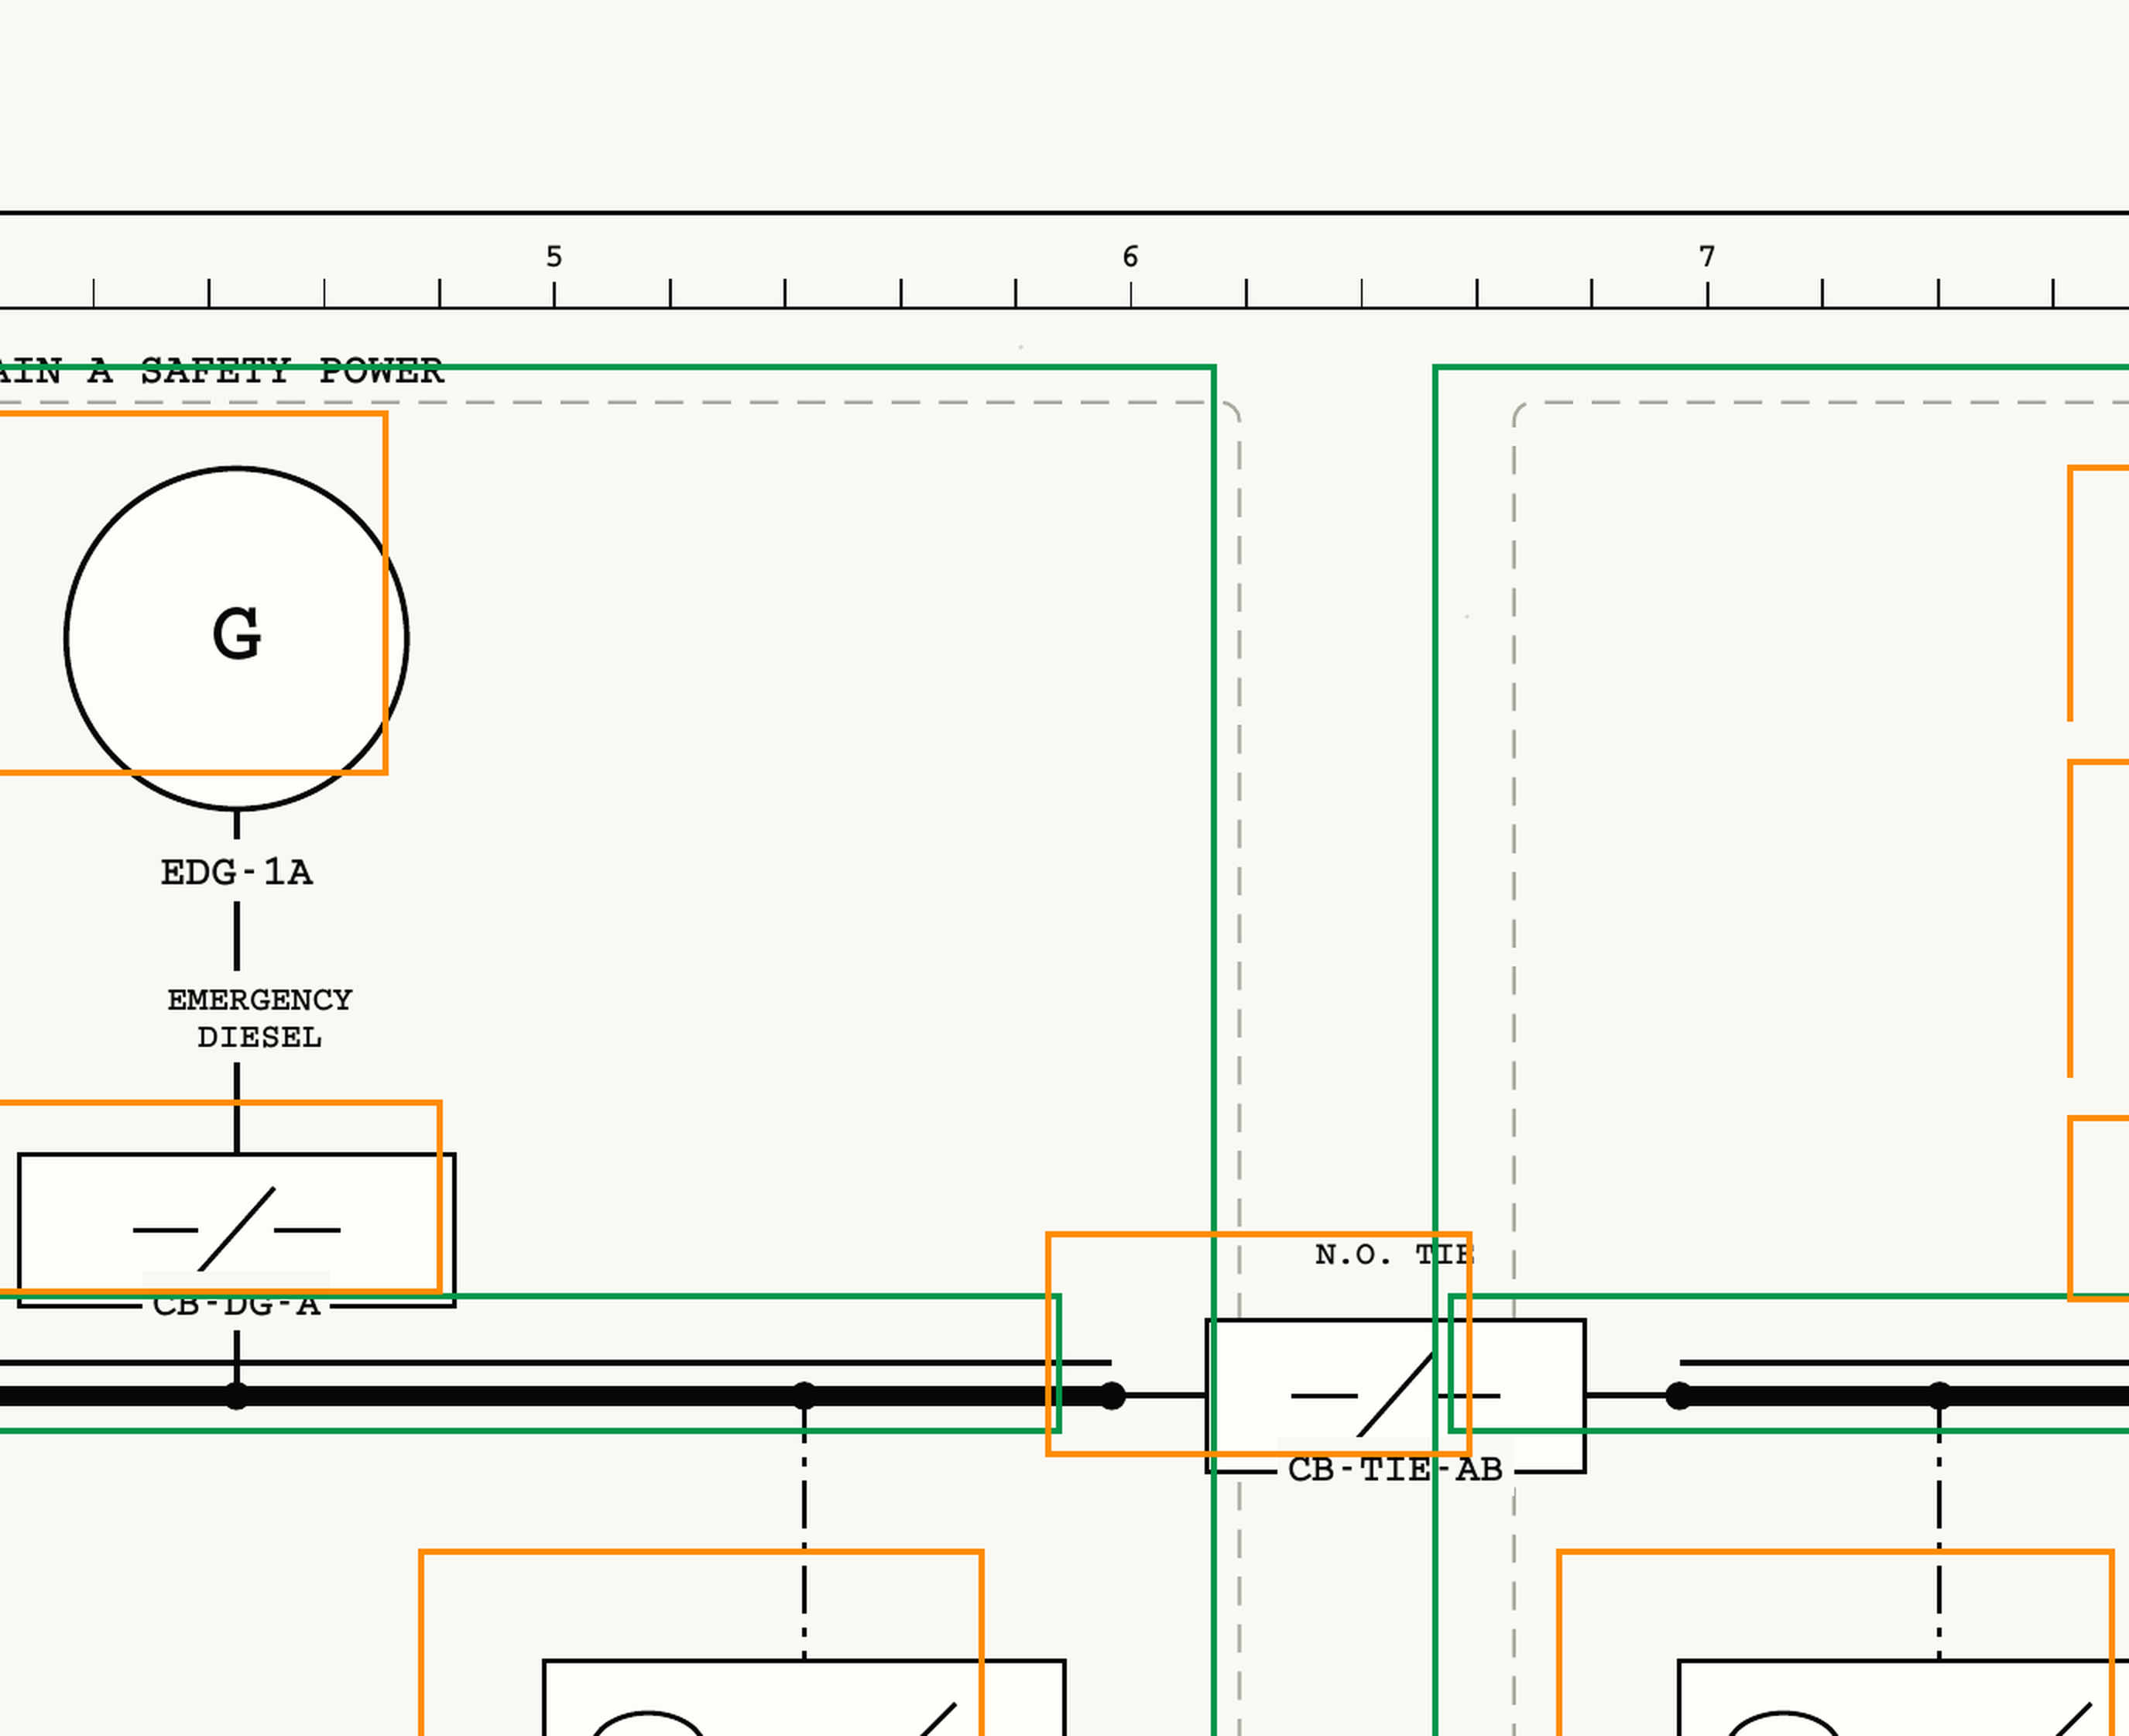 5 6 7
AIN A SAFETY POWER
G
EDG-1A
EMERGENCY
DIESEL
N.O. TIE
CB-DG-A
CB-TIE-AB